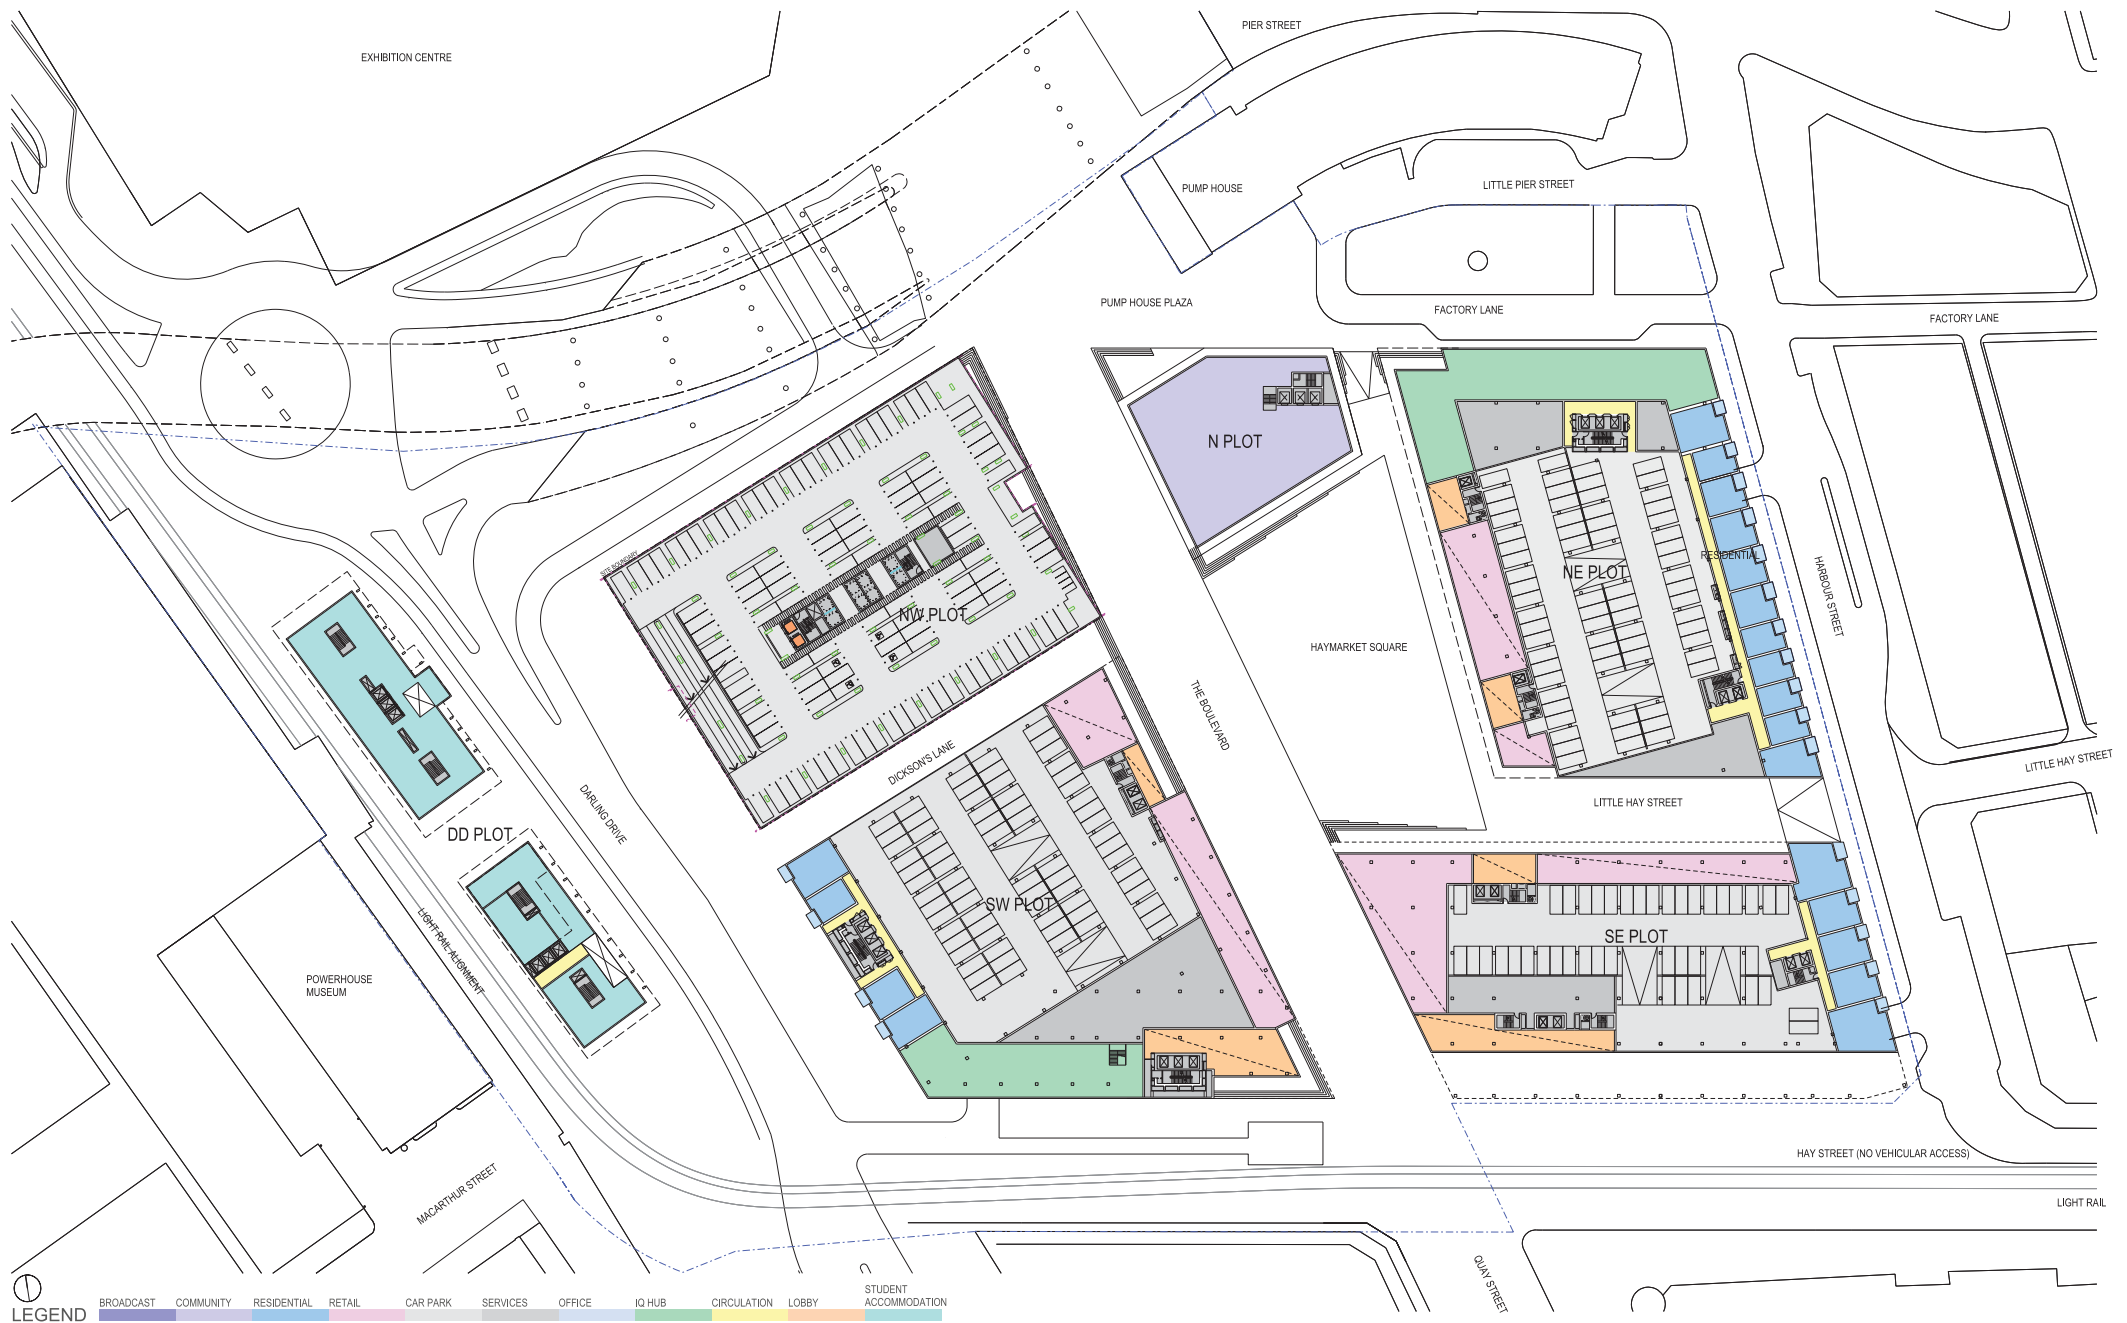 PIER STREET
EXHIBITION CENTRE
LITTLE PIER STREET
PUMP HOUSE
PUMP HOUSE PLAZA
FACTORY LANE
FACTORY LANE
N PLOT
SITE BOUNDARY
RESIDENTIAL
NE PLOT
HARBOUR STREET
NW PLOT
HAYMARKET SQUARE
THE BOULEVARD
DICKSON'S LANE
LITTLE HAY STREET
LITTLE HAY STREET
DARLING DRIVE
DD PLOT
SW PLOT
SE PLOT
LIGHT RAIL ALIGNMENT
POWERHOUSE
MUSEUM
HAY STREET (NO VEHICULAR ACCESS)
MACARTHUR STREET
LIGHT RAIL
QUAY STREET
LEGEND
BROADCAST
COMMUNITY
RESIDENTIAL
RETAIL
CAR PARK
SERVICES
OFFICE
IQ HUB
CIRCULATION
LOBBY
STUDENT
ACCOMMODATION